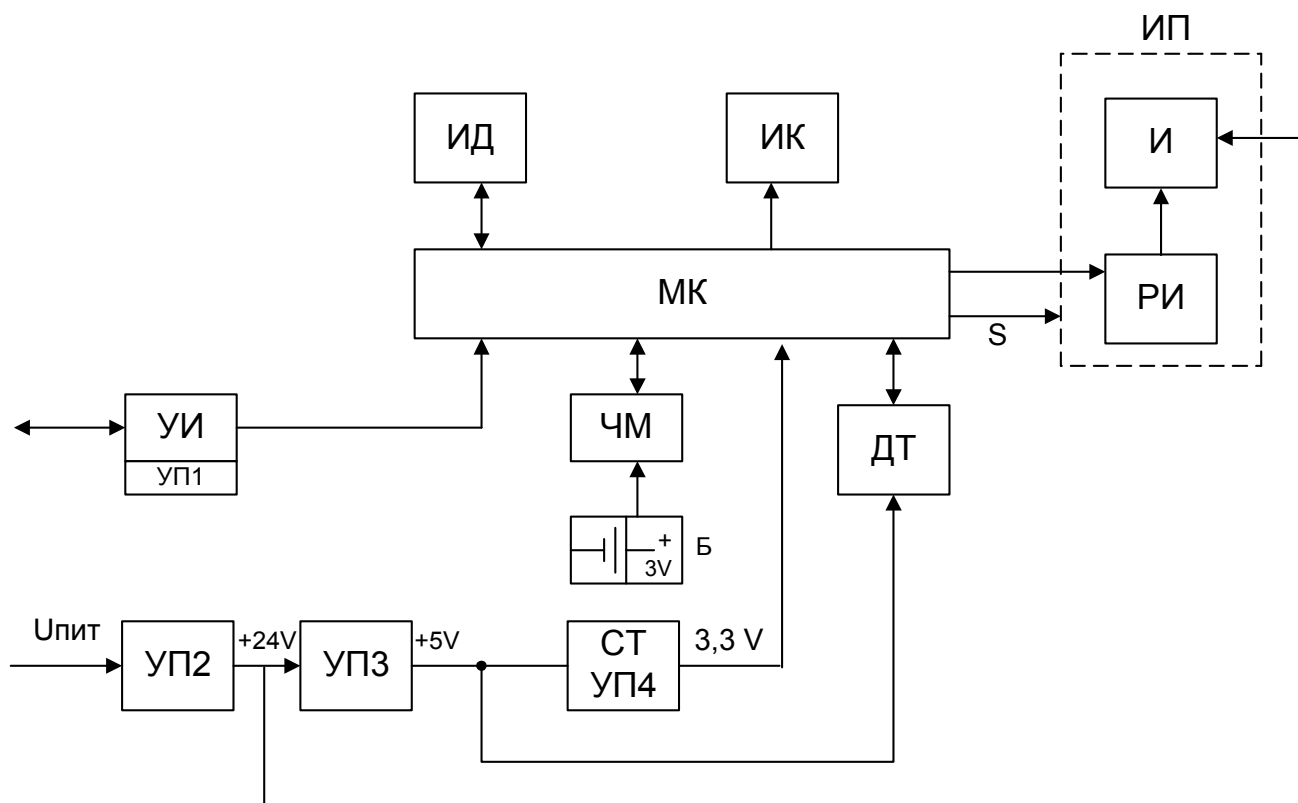 ИП
ИД
ИК
И
МК
РИ
S
УИ
УП1
ЧМ
ДТ
+
3V
Б
Uпит
УП2
+24V
УП3
+5V
СТ
УП4
3,3 V